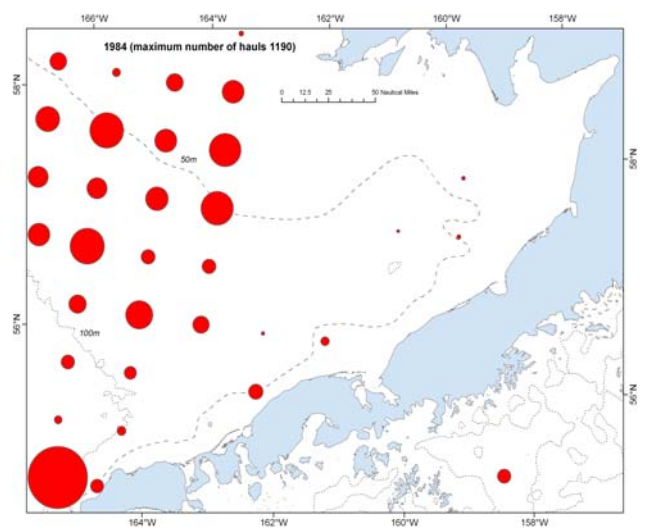 166°W 164°W 162°W 160°W 158°W
1984 (maximum number of hauls 1190)
58°N
0 12.5 25 50 Nautical Miles
50m
58°N
56°N
100m
56°N
164°W 162°W 160°W 158°W